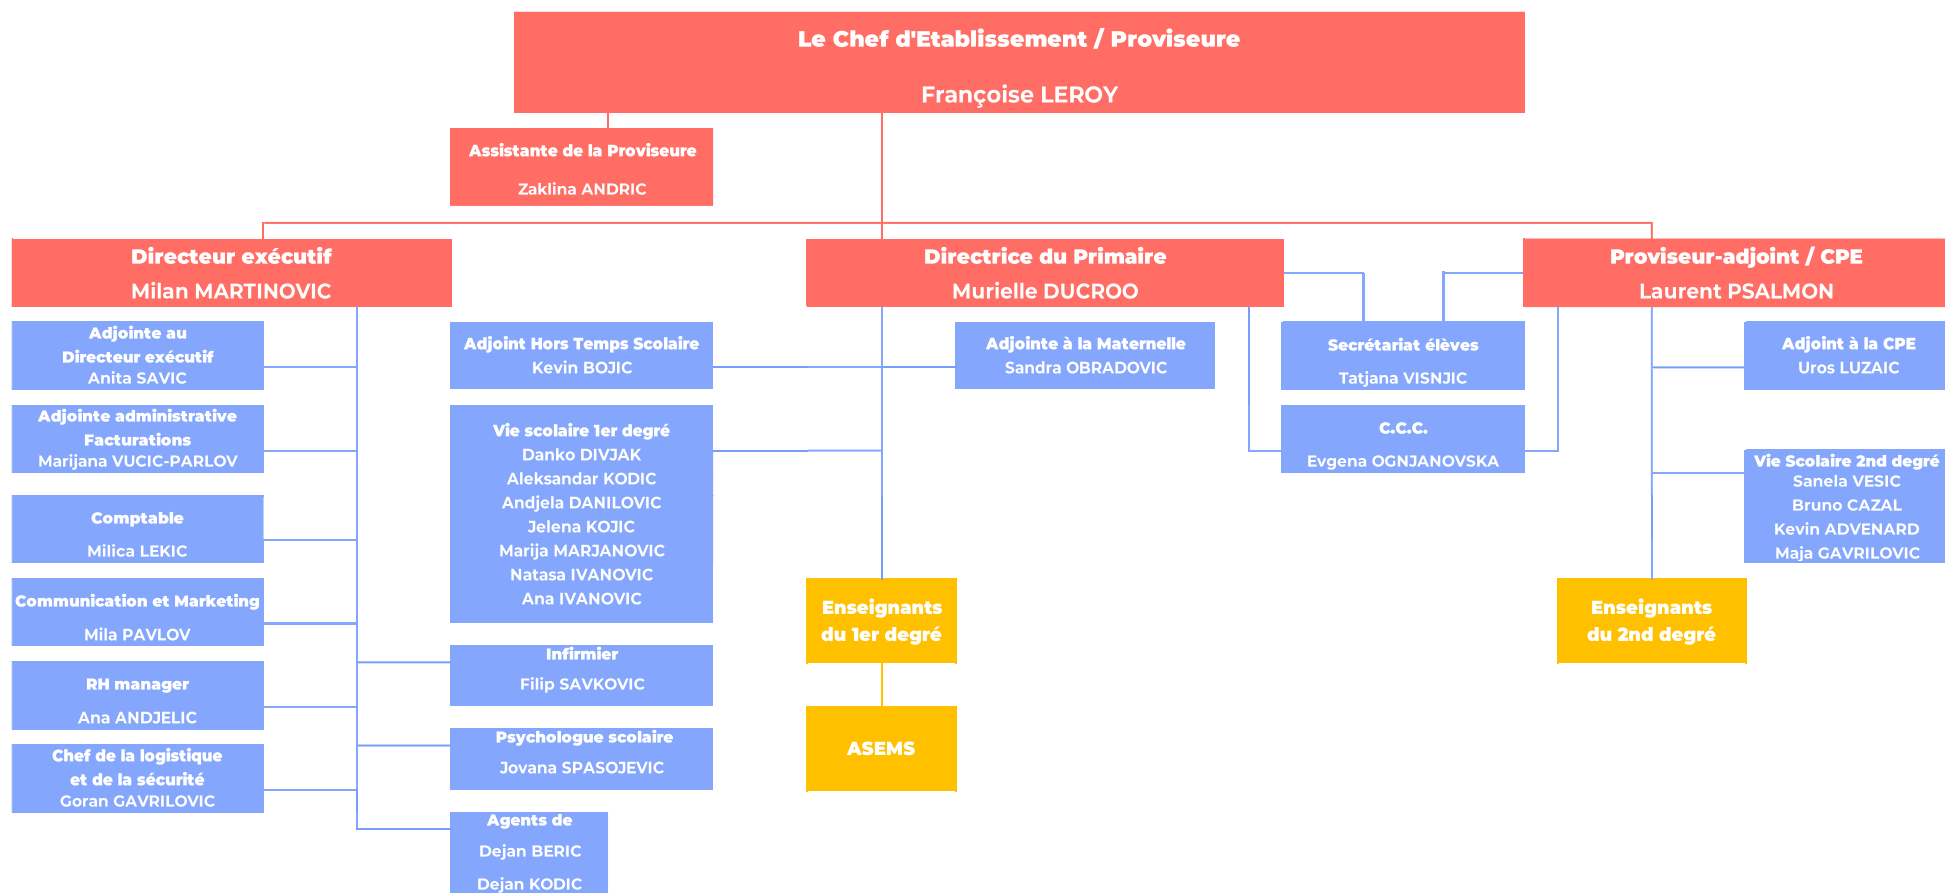 Le Chef d'Etablissement / Proviseure
Françoise LEROY
Assistante de la Proviseure
Zaklina ANDRIC
Directeur exécutif
Milan MARTINOVIC
Directrice du Primaire
Murielle DUCROO
Proviseur-adjoint / CPE
Laurent PSALMON
Adjointe au
Directeur exécutif
Anita SAVIC
Adjointe administrative
Facturations
Marijana VUCIC-PARLOV
Comptable
Milica LEKIC
Communication et Marketing
Mila PAVLOV
RH manager
Ana ANDJELIC
Chef de la logistique
et de la sécurité
Goran GAVRILOVIC
Adjoint Hors Temps Scolaire
Kevin BOJIC
Vie scolaire 1er degré
Danko DIVJAK
Aleksandar KODIC
Andjela DANILOVIC
Jelena KOJIC
Marija MARJANOVIC
Natasa IVANOVIC
Ana IVANOVIC
Infirmier
Filip SAVKOVIC
Psychologue scolaire
Jovana SPASOJEVIC
Agents de
Dejan BERIC
Dejan KODIC
Adjointe à la Maternelle
Sandra OBRADOVIC
Enseignants
du 1er degré
ASEMS
Secrétariat élèves
Tatjana VISNJIC
C.C.C.
Evgena OGNJANOVSKA
Adjoint à la CPE
Uros LUZAIC
Vie Scolaire 2nd degré
Sanela VESIC
Bruno CAZAL
Kevin ADVENARD
Maja GAVRILOVIC
Enseignants
du 2nd degré